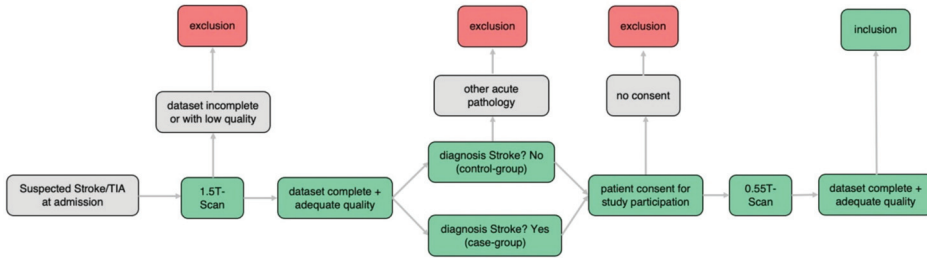 exclusion
exclusion
exclusion
inclusion
dataset incomplete
or with low quality
other acute
pathology
no consent
diagnosis Stroke? No
(control-group)
Suspected Stroke/TIA
at admission
1.5T-
Scan
dataset complete +
adequate quality
patient consent for
study participation
0.55T-
Scan
dataset complete +
adequate quality
diagnosis Stroke? Yes
(case-group)